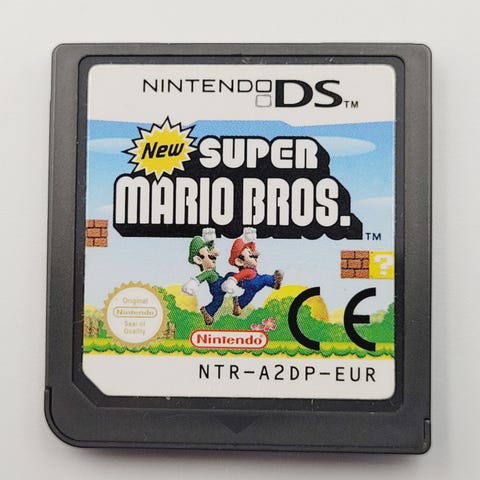 NINTENDO DS™
New SUPER
MARIO BROS.
TM
?
Original
Nintendo
Seal of
Quality
Nintendo
CE
NTR-A2DP-EUR